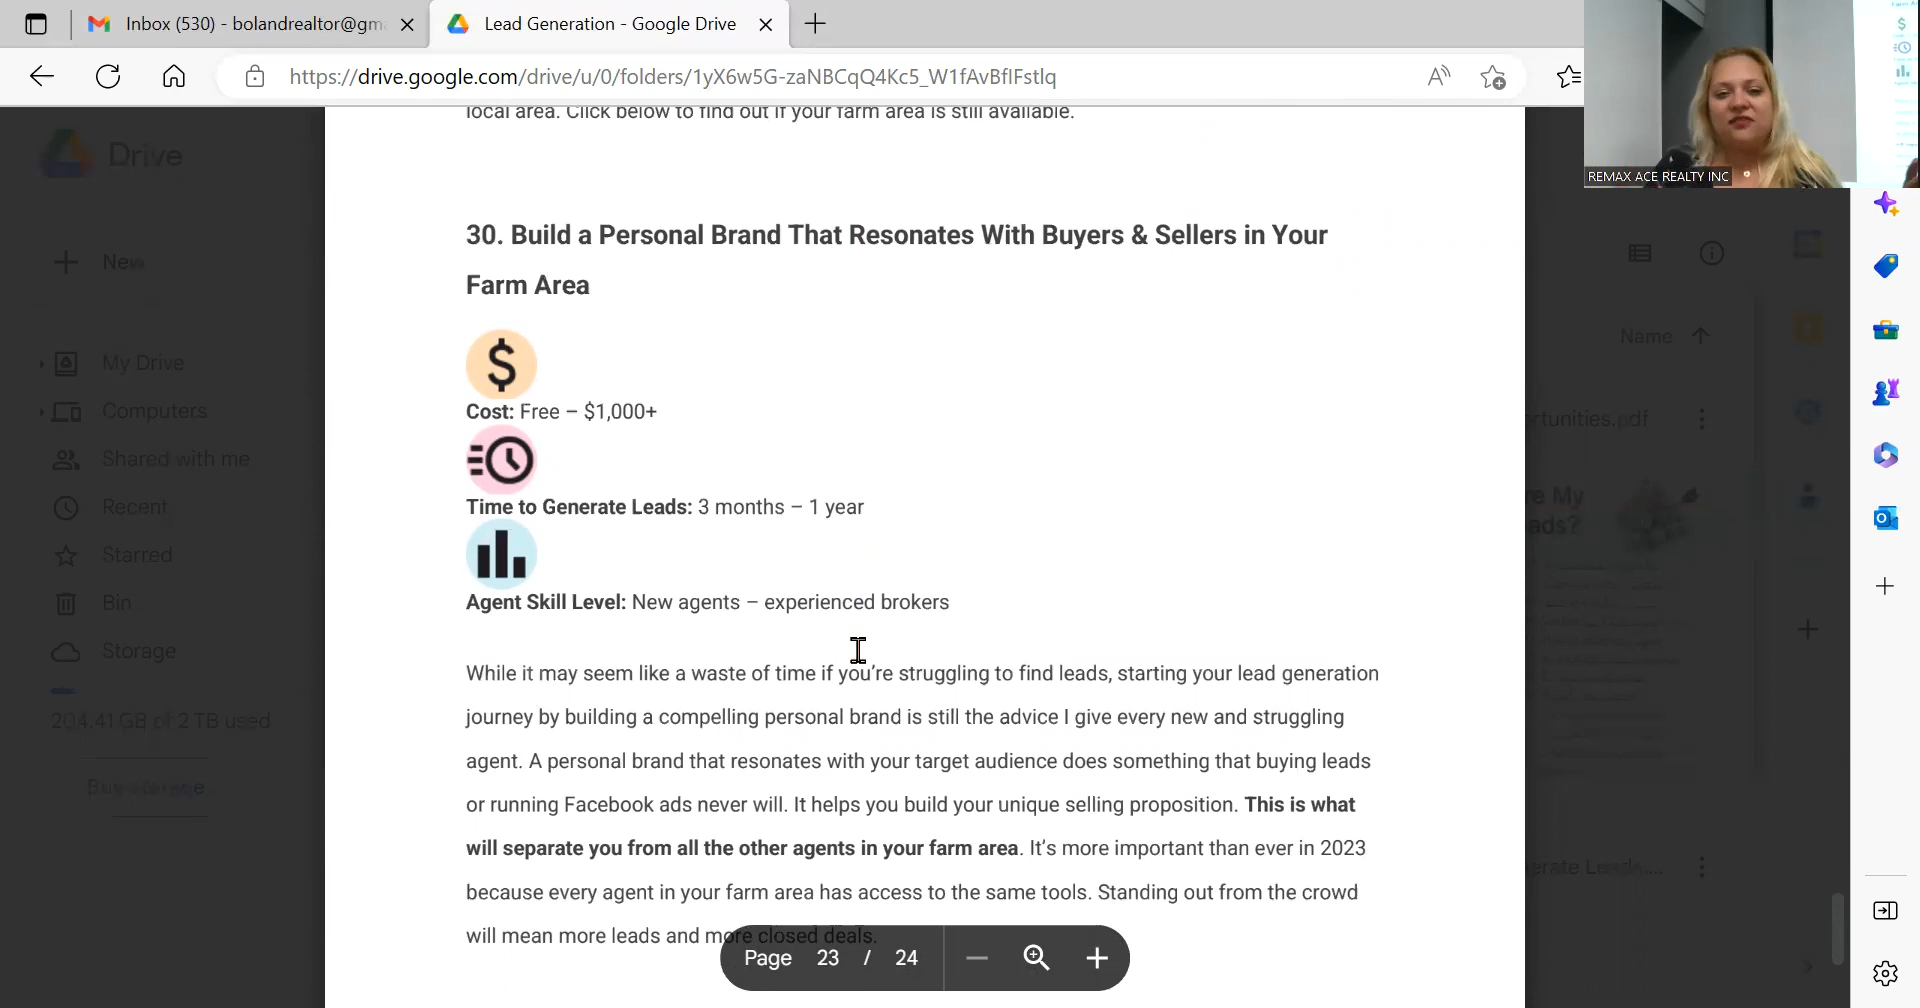 Inbox (530) - bolandrealtor@gma
Lead Generation - Google Drive
https://drive.google.com/drive/u/0/folders/1yX6w5G-zaNBCqQ4Kc5_W1fAvBfIFstlq
REMAX ACE REALTY INC
Drive
New
My Drive
Computers
Shared with me
Recent
Starred
Bin
Storage
204.41 GB of 2 TB used
Buy storage
Name
local area. Click below to find out if your farm area is still available.
30. Build a Personal Brand That Resonates With Buyers & Sellers in Your
Farm Area
$
Cost: Free – $1,000+
Time to Generate Leads: 3 months – 1 year
Agent Skill Level: New agents – experienced brokers
While it may seem like a waste of time if you’re struggling to find leads, starting your lead generation
journey by building a compelling personal brand is still the advice I give every new and struggling
agent. A personal brand that resonates with your target audience does something that buying leads
or running Facebook ads never will. It helps you build your unique selling proposition. This is what
will separate you from all the other agents in your farm area. It’s more important than ever in 2023
because every agent in your farm area has access to the same tools. Standing out from the crowd
will mean more leads and more closed deals.
Page 23 / 24